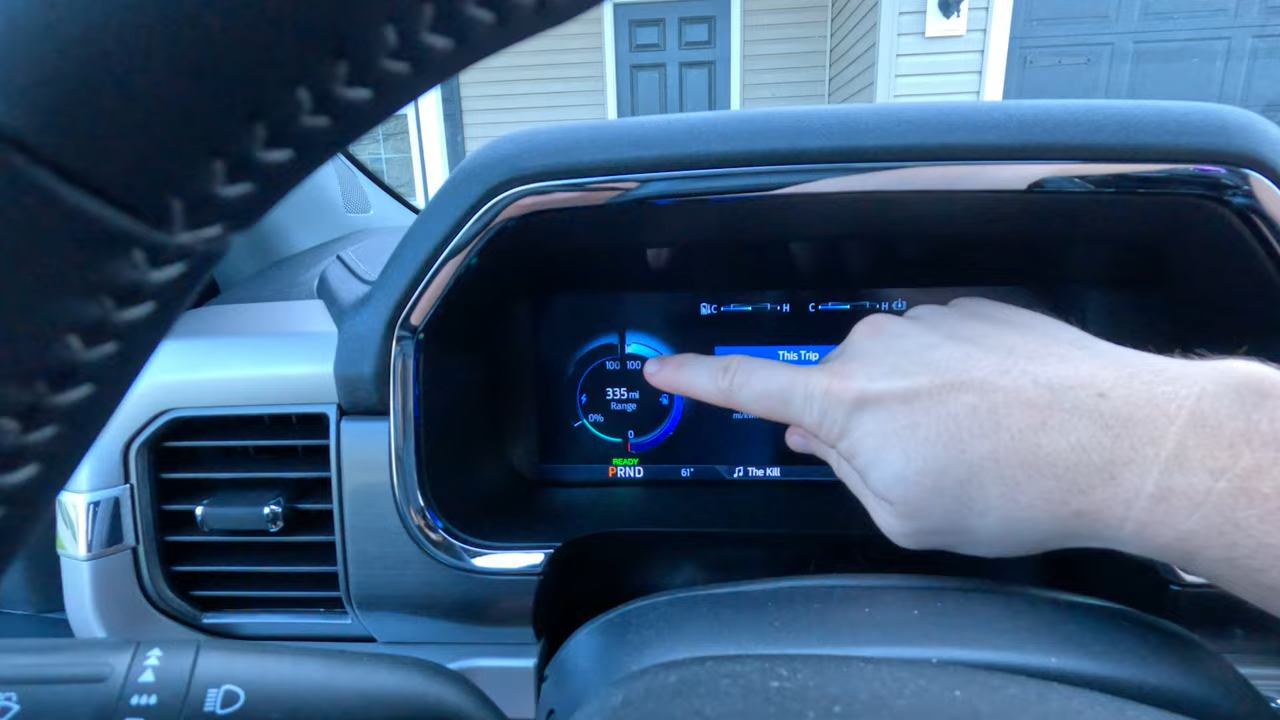 C H C H
This Trip
100 100
335 mi
Range
0%
0
READY
PRND 61° The Kill